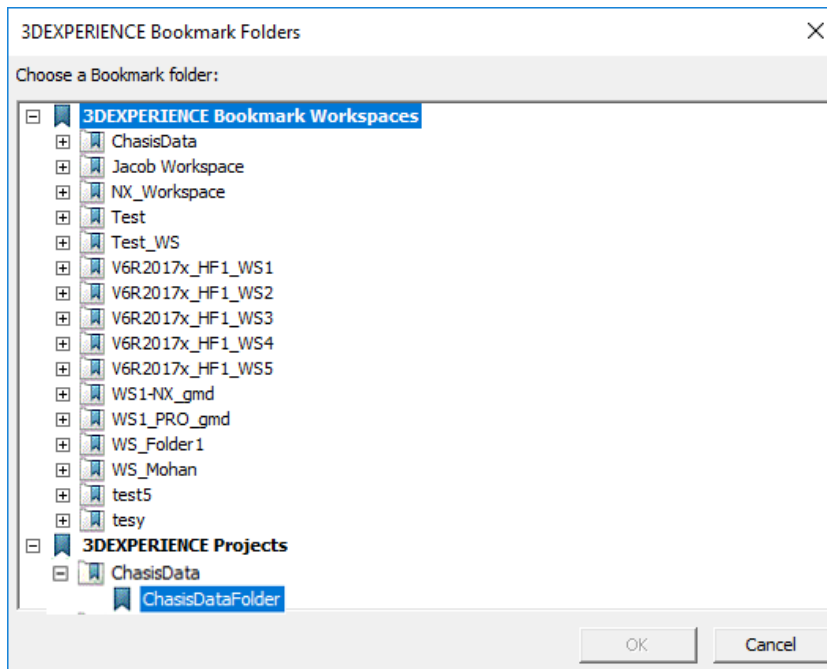 3DEXPERIENCE Bookmark Folders
Choose a Bookmark folder:
3DEXPERIENCE Bookmark Workspaces
ChasisData
Jacob Workspace
NX_Workspace
Test
Test_WS
V6R2017x_HF1_WS1
V6R2017x_HF1_WS2
V6R2017x_HF1_WS3
V6R2017x_HF1_WS4
V6R2017x_HF1_WS5
WS1-NX_gmd
WS1_PRO_gmd
WS_Folder1
WS_Mohan
test5
tesy
3DEXPERIENCE Projects
ChasisData
ChasisDataFolder
OK Cancel